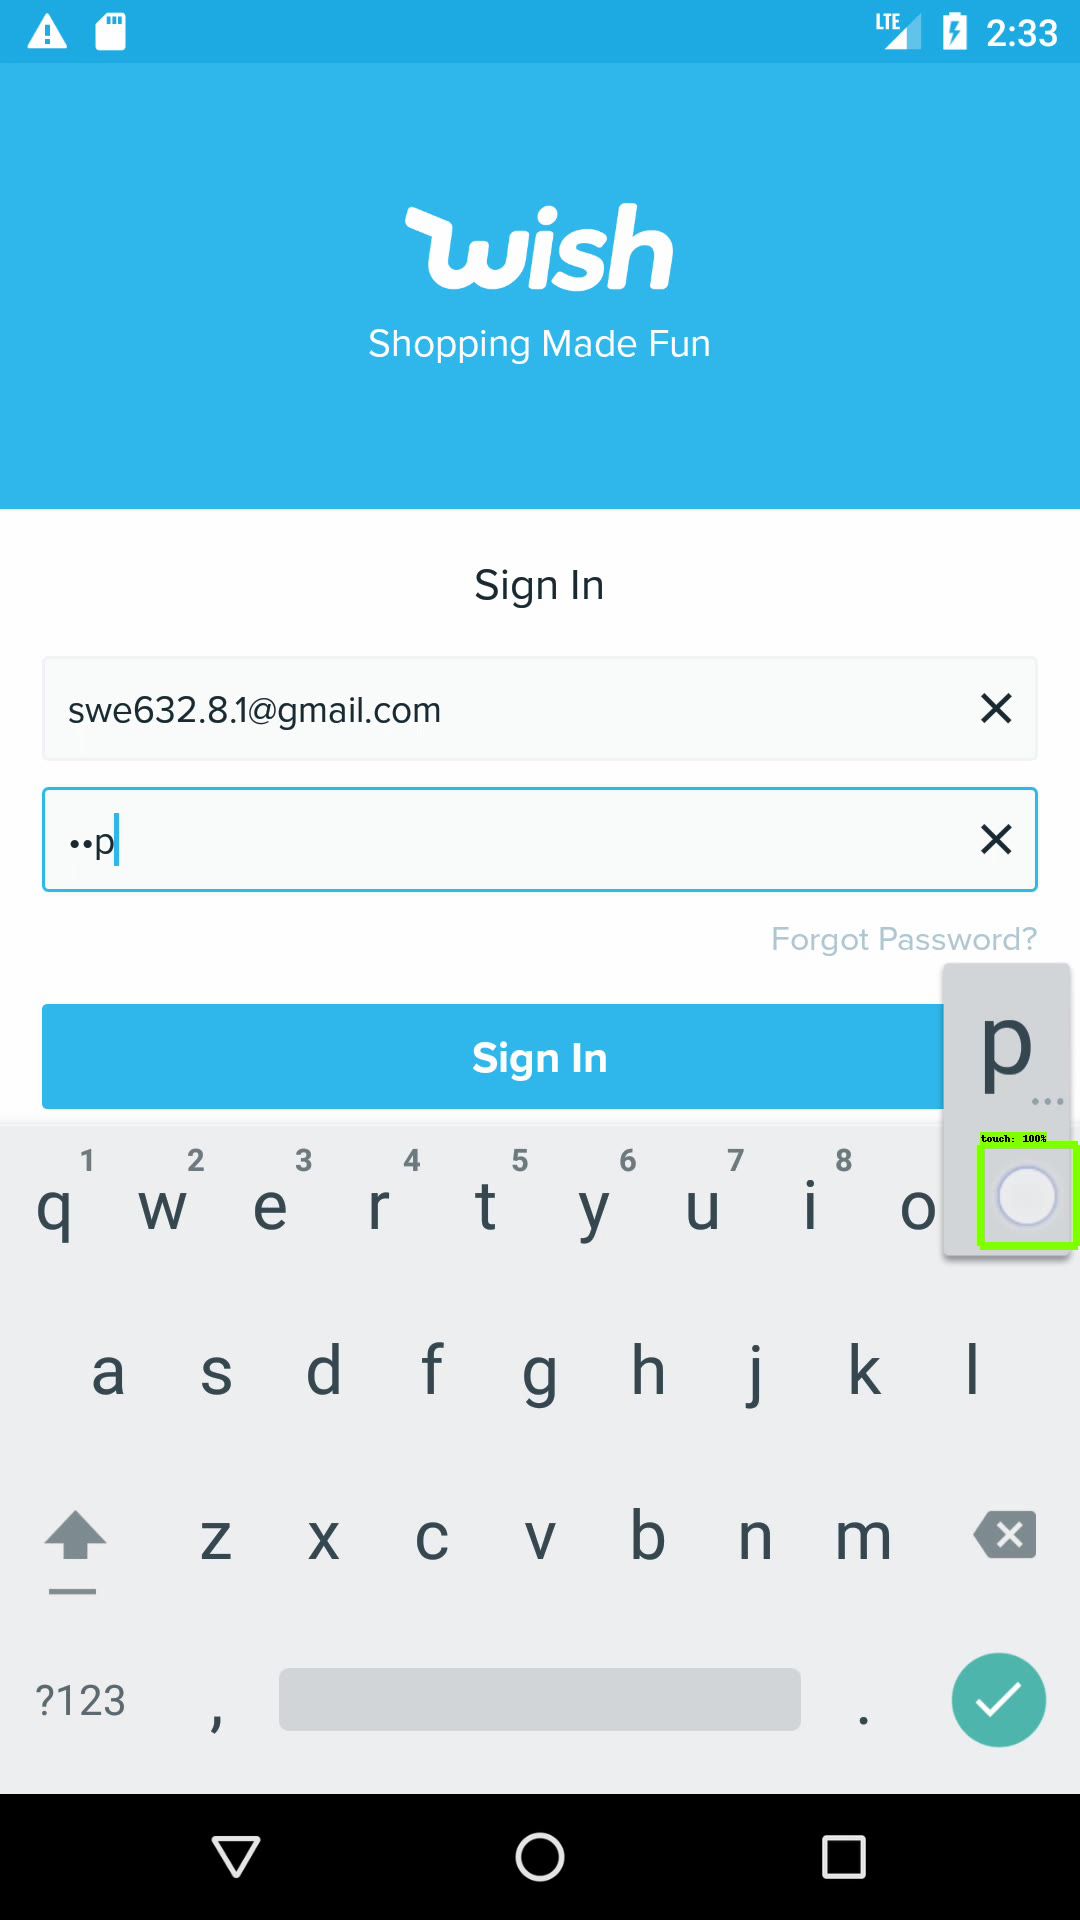 LTE 2:33
wish
Shopping Made Fun
Sign In
swe632.8.1@gmail.com
••p
Forgot Password?
Sign In
p
...
touch: 100%
1 2 3 4 5 6 7 8
q w e r t y u i o
a s d f g h j k l
z x c v b n m
?123 , .